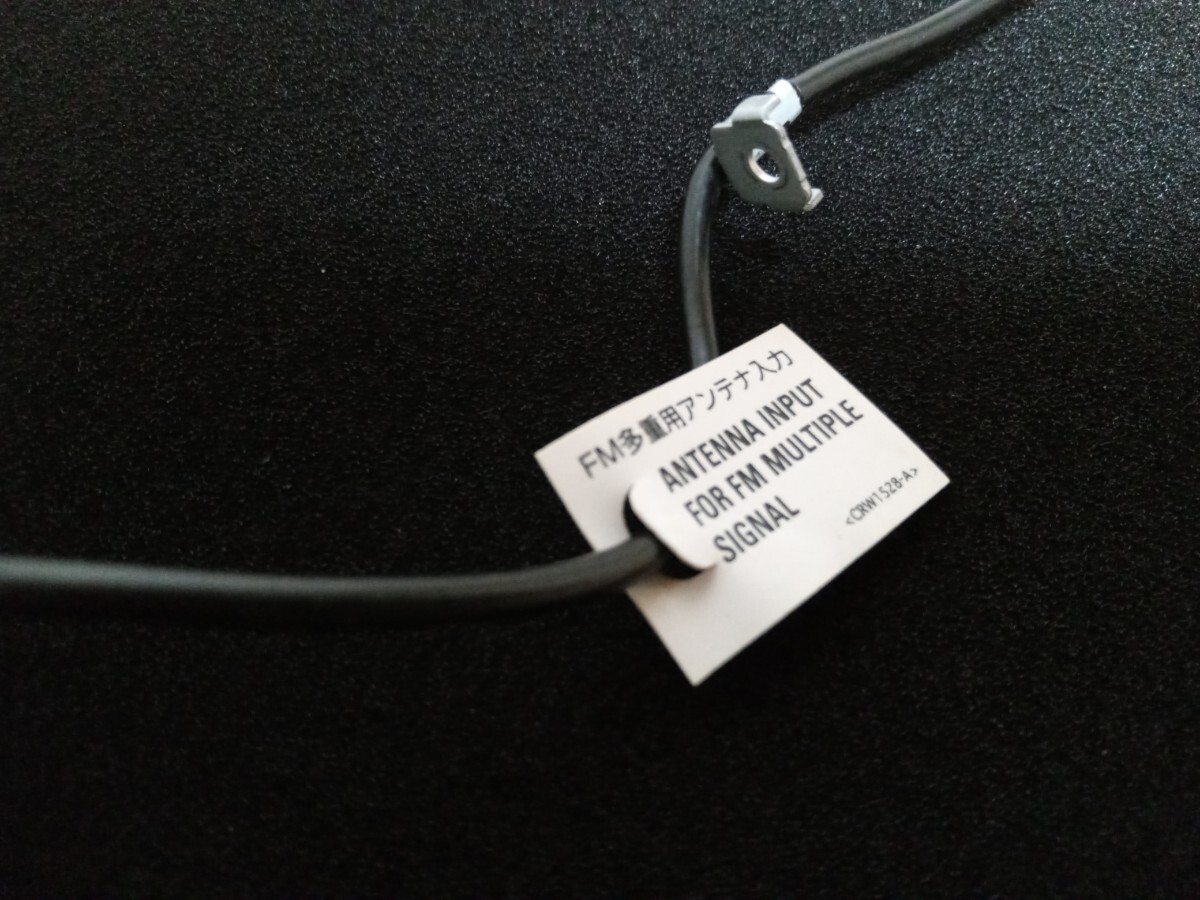 FM多重用アンテナ入力
ANTENNA INPUT
FOR FM MULTIPLE
SIGNAL
<CRW1528-A>